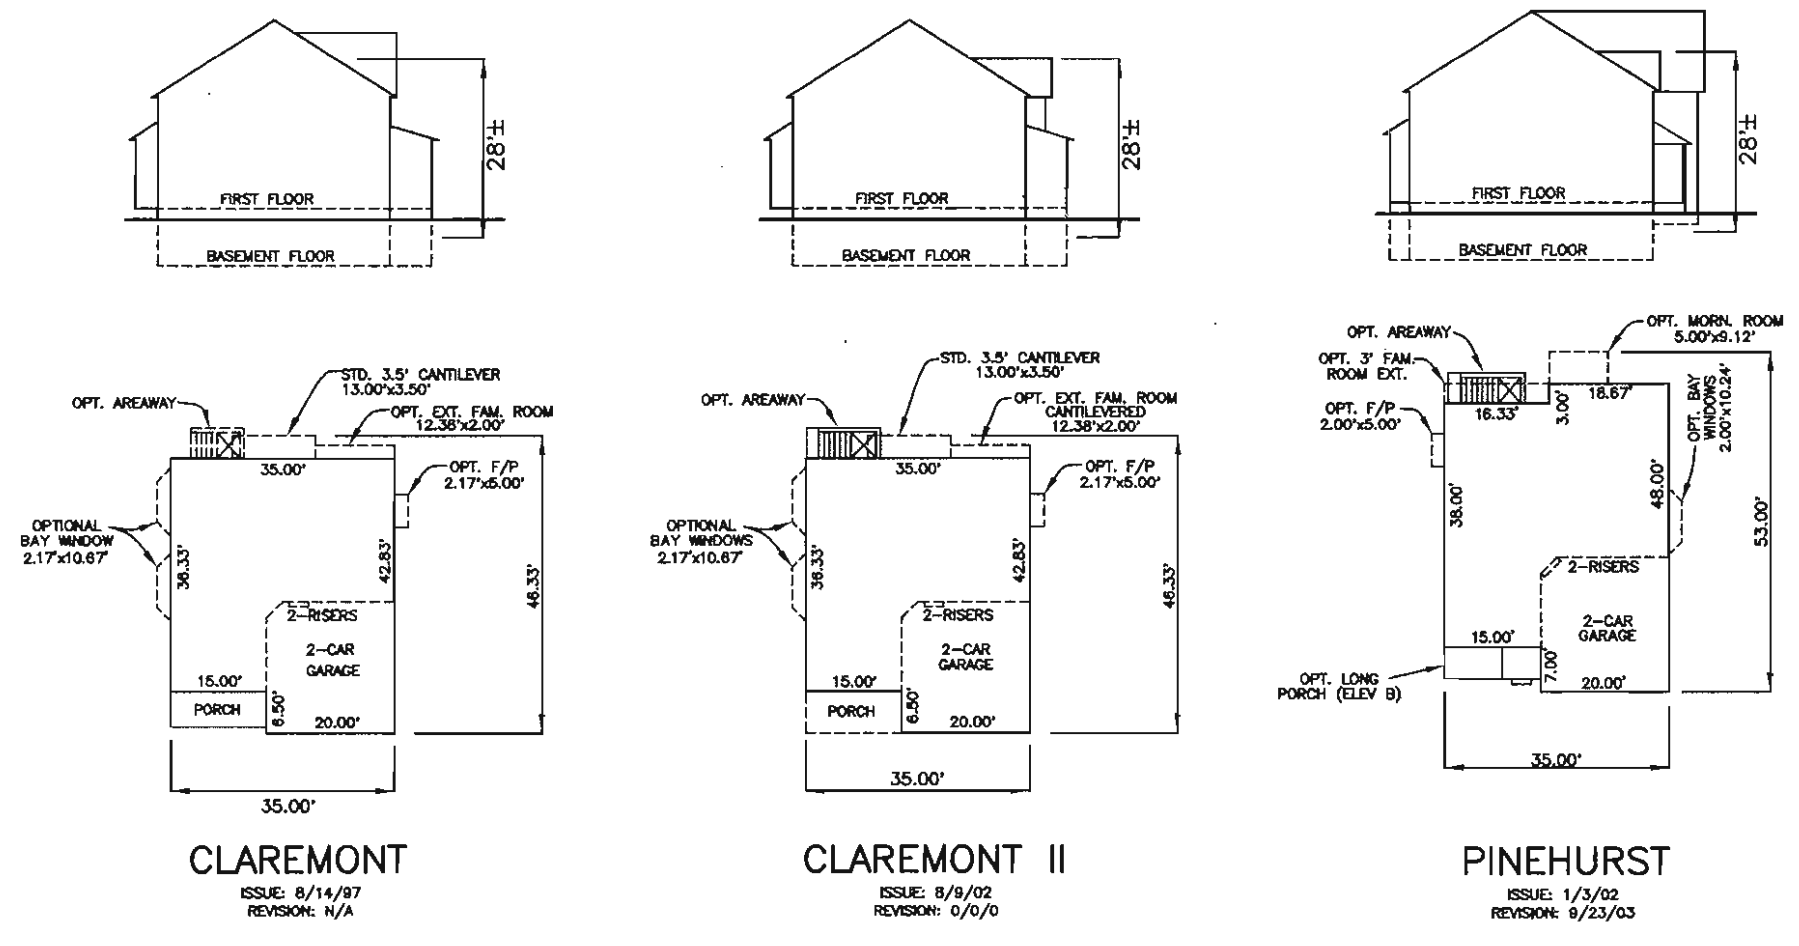 28'±
FIRST FLOOR
BASEMENT FLOOR
STD. 3.5' CANTILEVER
13.00'x3.50'
OPT. AREAWAY
OPT. EXT. FAM. ROOM
12.38'x2.00'
35.00'
OPT. F/P
2.17'x5.00'
OPTIONAL
BAY WINDOW
2.17'x10.67'
36.33'
42.83'
46.33'
2-RISERS
2-CAR
GARAGE
15.00'
PORCH
6.50'
20.00'
35.00'
CLAREMONT
ISSUE: 8/14/97
REVISION: N/A
28'±
FIRST FLOOR
BASEMENT FLOOR
STD. 3.5' CANTILEVER
13.00'x3.50'
OPT. AREAWAY
OPT. EXT. FAM. ROOM
CANTILEVERED
12.38'x2.00'
35.00'
OPT. F/P
2.17'x5.00'
OPTIONAL
BAY WINDOWS
2.17'x10.67'
36.33'
42.83'
46.33'
2-RISERS
2-CAR
GARAGE
15.00'
PORCH
6.50'
20.00'
35.00'
CLAREMONT II
ISSUE: 8/9/02
REVISION: 0/0/0
28'±
FIRST FLOOR
BASEMENT FLOOR
OPT. MORN. ROOM
5.00'x9.12'
OPT. AREAWAY
OPT. 3' FAM.
ROOM EXT.
OPT. F/P
2.00'x5.00'
16.33'
3.00'
18.67'
OPT. BAY
WINDOWS
2.00'x10.24'
38.00'
48.00'
53.00'
2-RISERS
2-CAR
GARAGE
15.00'
7.00'
20.00'
OPT. LONG
PORCH (ELEV B)
35.00'
PINEHURST
ISSUE: 1/3/02
REVISION: 9/23/03